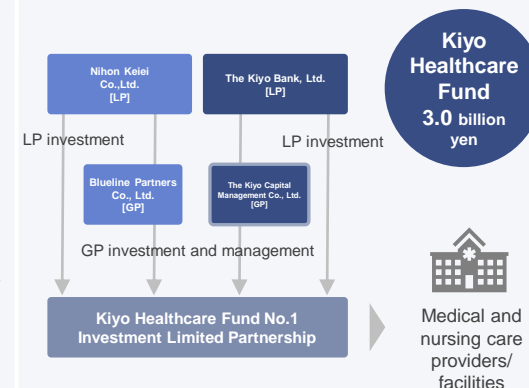 Nihon Keiei
Co.,Ltd.
[LP]
The Kiyo Bank, Ltd.
[LP]
Kiyo
Healthcare
Fund
3.0 billion
yen
LP investment
LP investment
Blueline Partners
Co., Ltd.
[GP]
The Kiyo Capital
Management Co., Ltd.
[GP]
GP investment and management
Kiyo Healthcare Fund No.1
Investment Limited Partnership
Medical and
nursing care
providers/
facilities